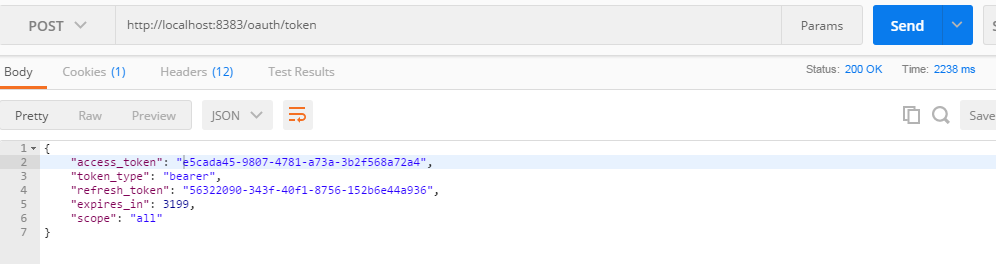 POST http://localhost:8383/oauth/token Params Send S
Body Cookies (1) Headers (12) Test Results Status: 200 OK Time: 2238 ms
Pretty Raw Preview JSON Save
1 {
2 "access_token": "e5cada45-9807-4781-a73a-3b2f568a72a4",
3 "token_type": "bearer",
4 "refresh_token": "56322090-343f-40f1-8756-152b6e44a936",
5 "expires_in": 3199,
6 "scope": "all"
7 }